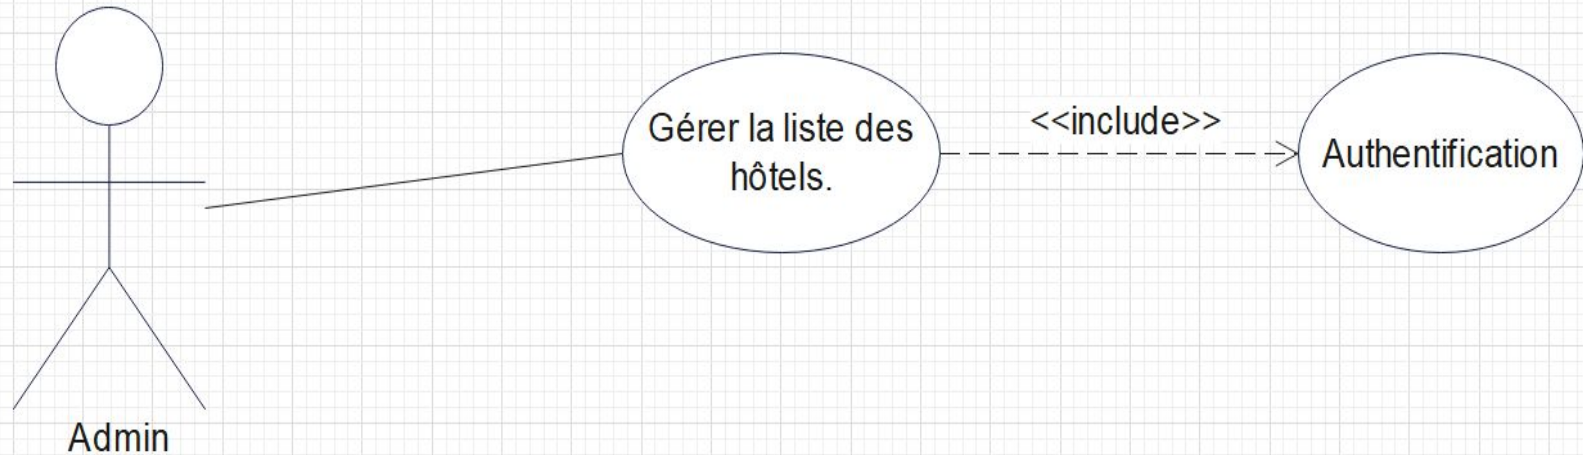 Gérer la liste des
hôtels.
<<include>>
Authentification
Admin